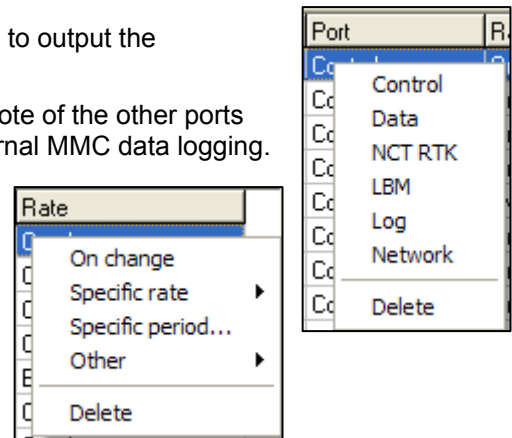 to output the
ote of the other ports
rnal MMC data logging.
Port
Control
Data
NCT RTK
LBM
Log
Network
Delete
Rate
On change
Specific rate
Specific period...
Other
Delete